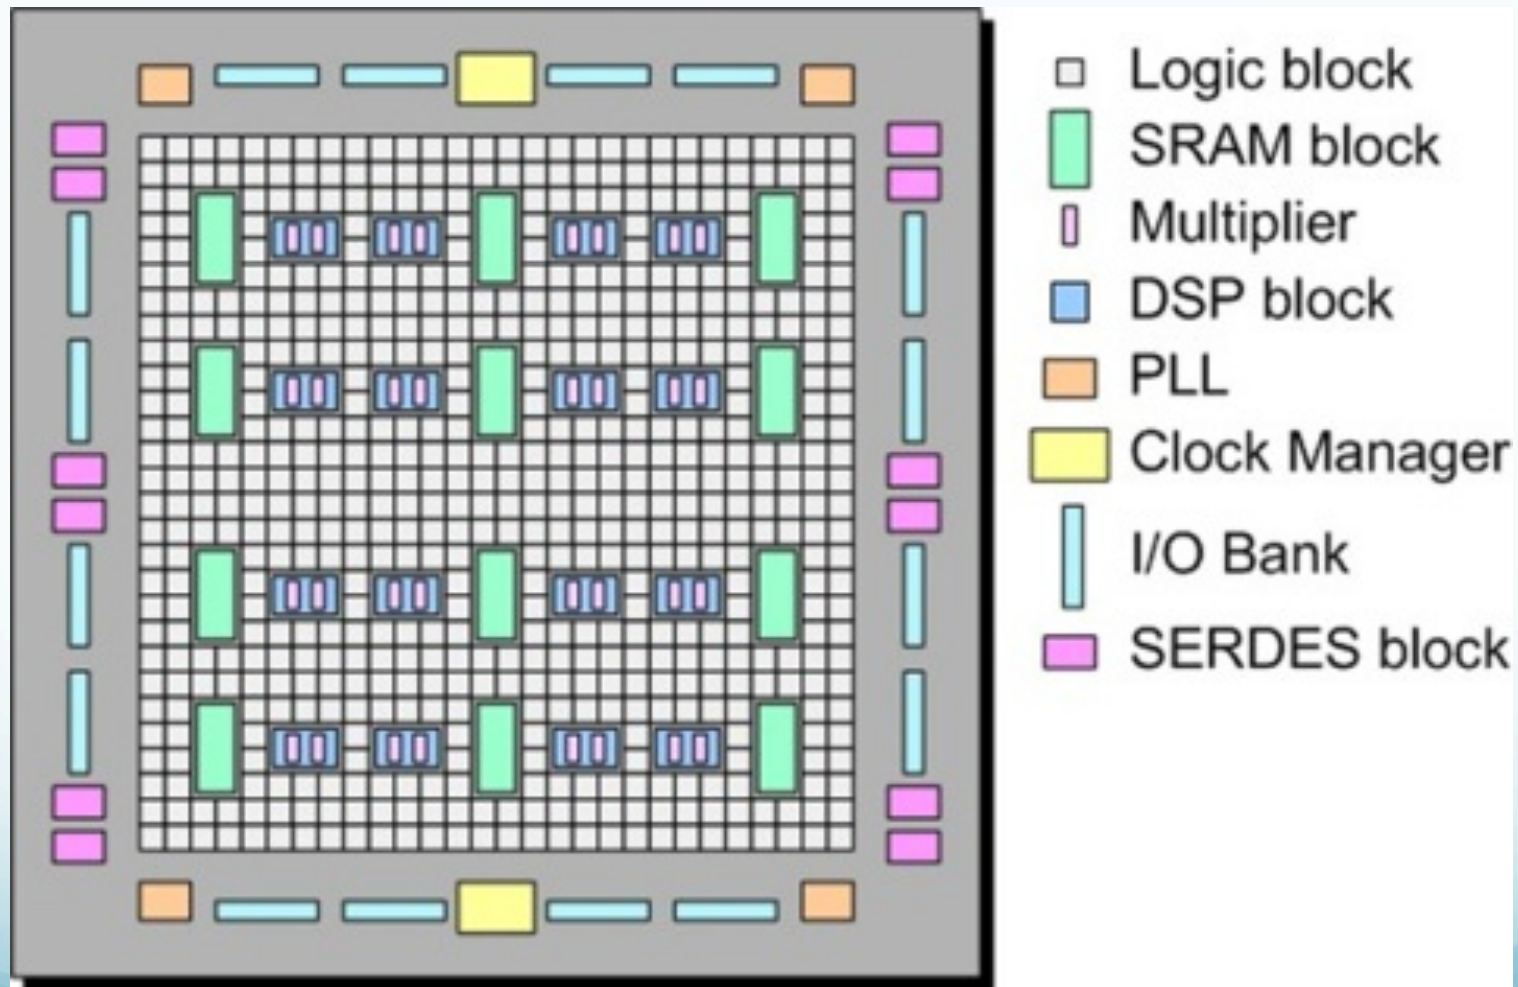 Logic block
SRAM block
Multiplier
DSP block
PLL
Clock Manager
I/O Bank
SERDES block